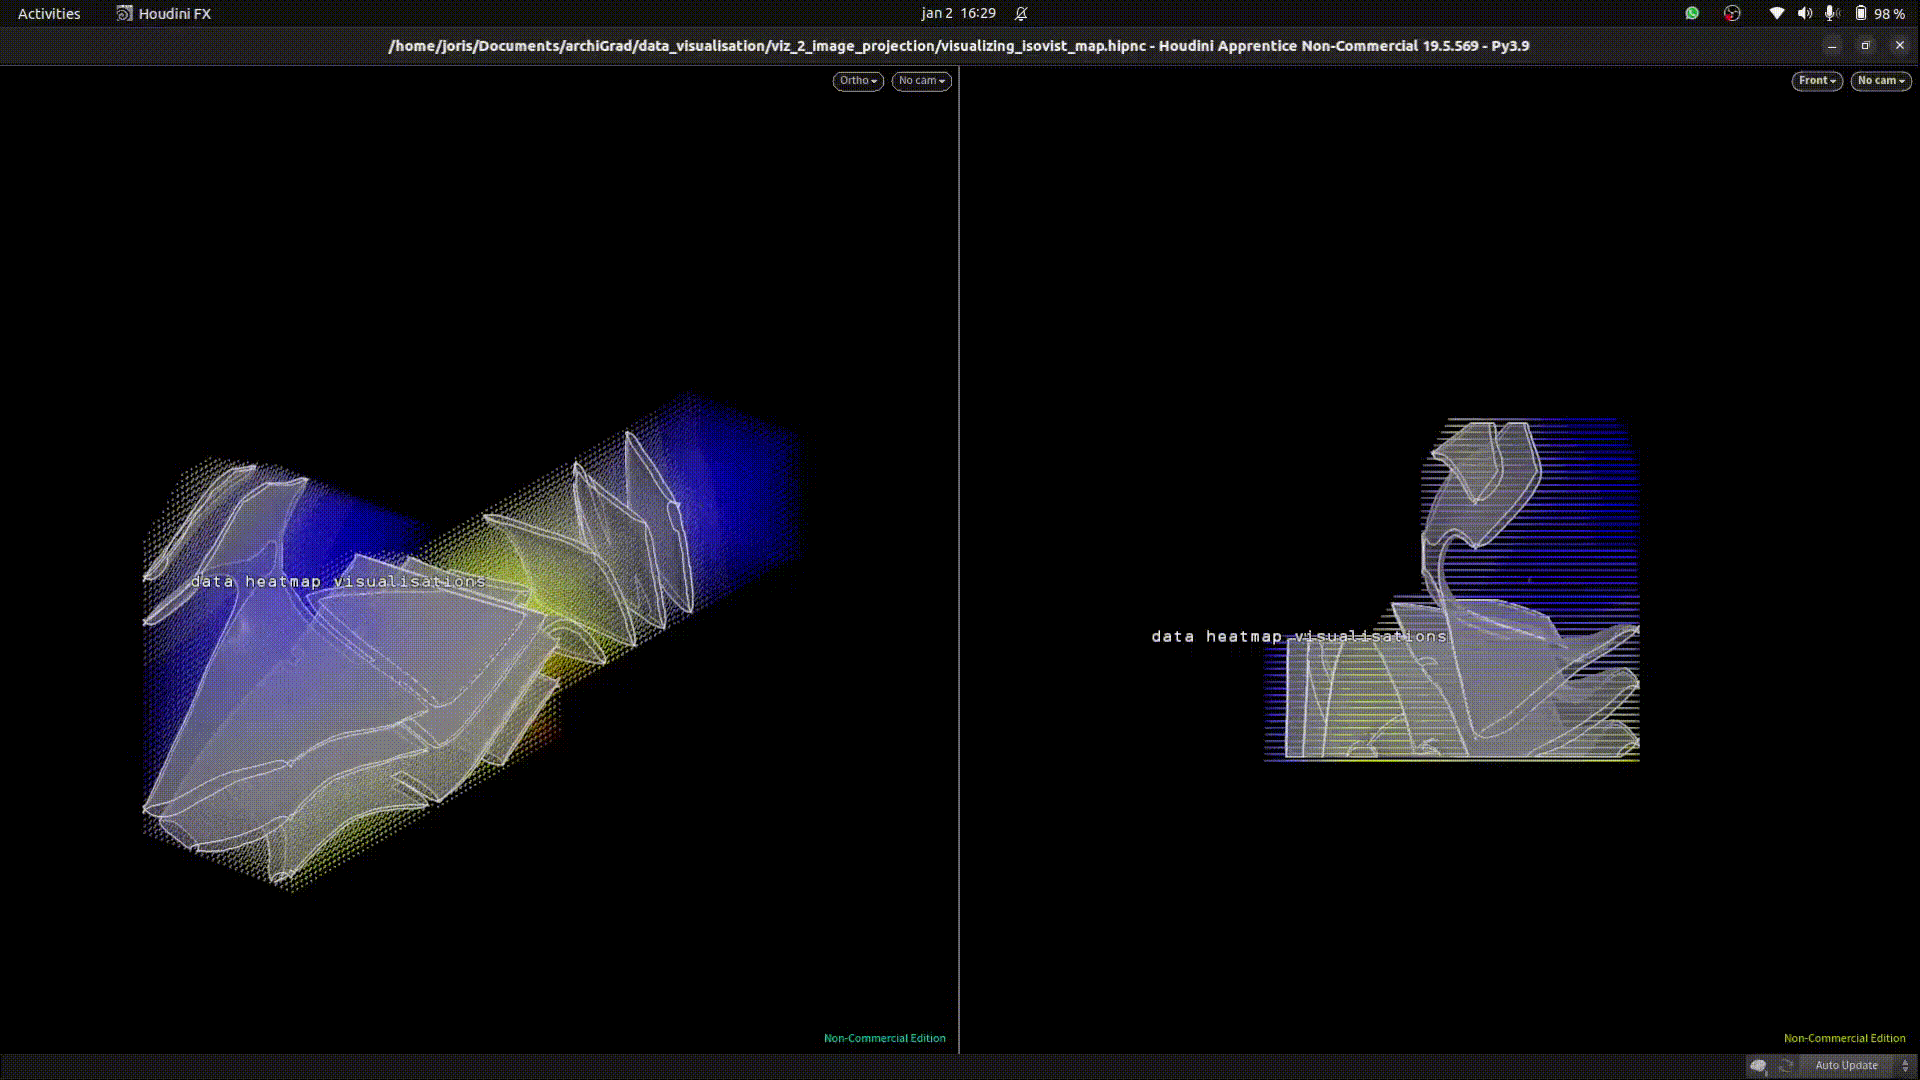 Activities Houdini FX jan 2 16:29 98 %
/home/joris/Documents/archiGrad/data_visualisation/viz_2_image_projection/visualizing_isovist_map.hipnc - Houdini Apprentice Non-Commercial 19.5.569 - Py3.9
Ortho No cam Front No cam
data heatmap visualisations
data heatmap visualisations
Non-Commercial Edition Non-Commercial Edition
Auto Update